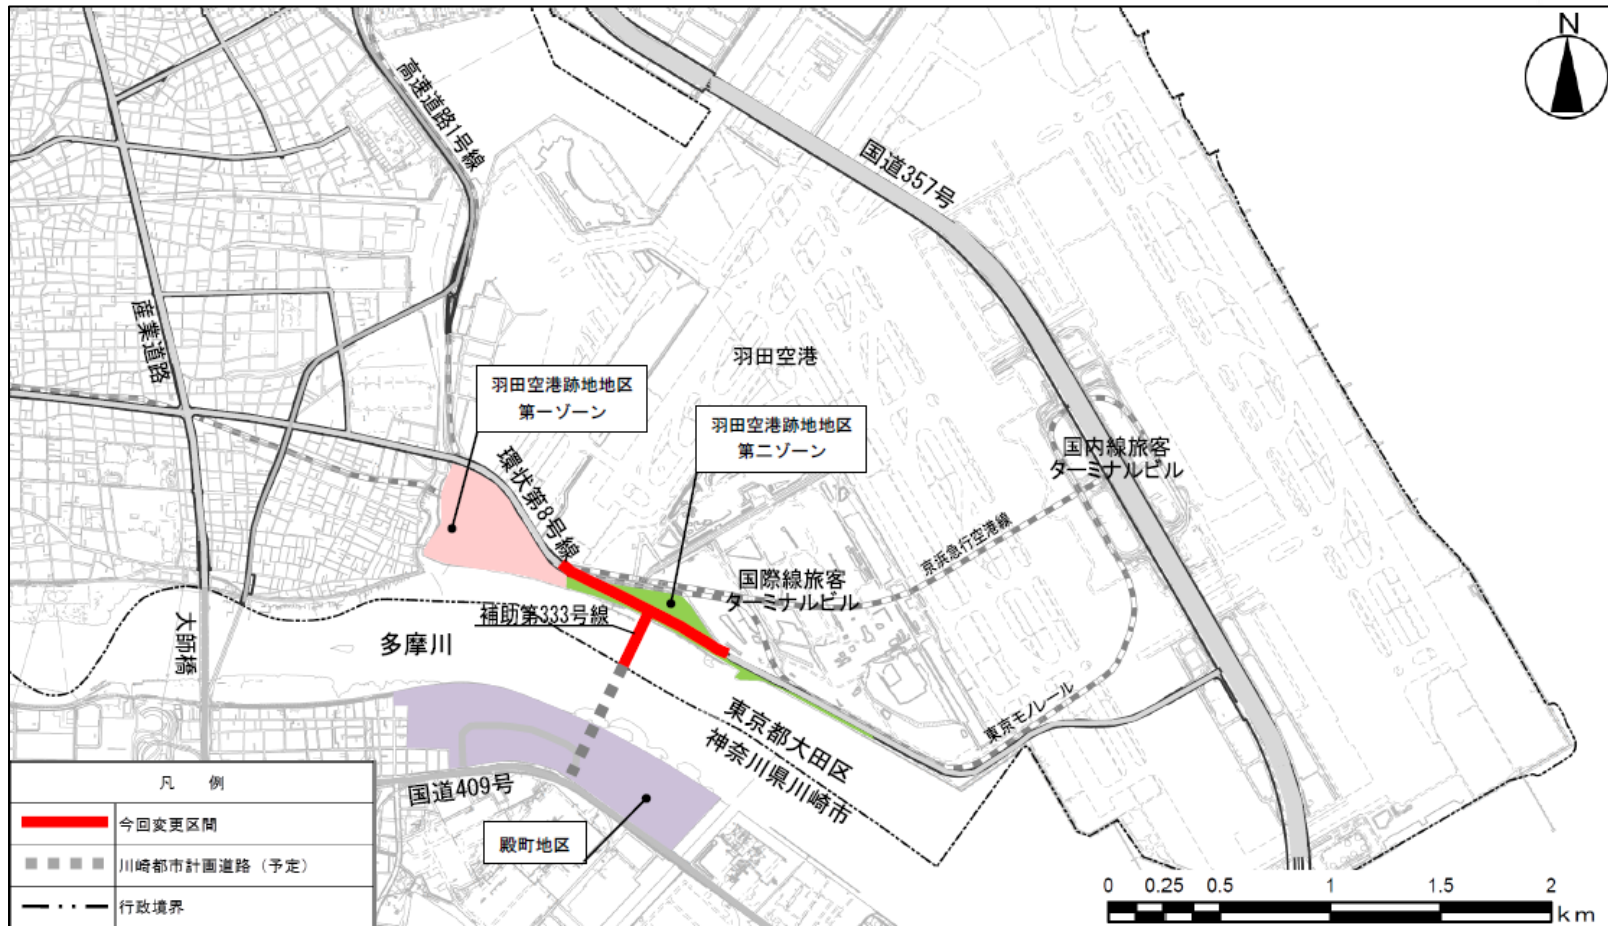 N
高速道路1号線
国道357号
産業道路
羽田空港
羽田空港跡地地区
第一ゾーン
羽田空港跡地地区
第二ゾーン
環状第8号線
国内線旅客
ターミナルビル
京浜急行空港線
国際線旅客
ターミナルビル
補助第333号線
多摩川
大師橋
東京モノレール
東京都大田区
神奈川県川崎市
国道409号
殿町地区
凡 例
今回変更区間
川崎都市計画道路（予定）
行政境界
0 0.25 0.5 1 1.5 2
km